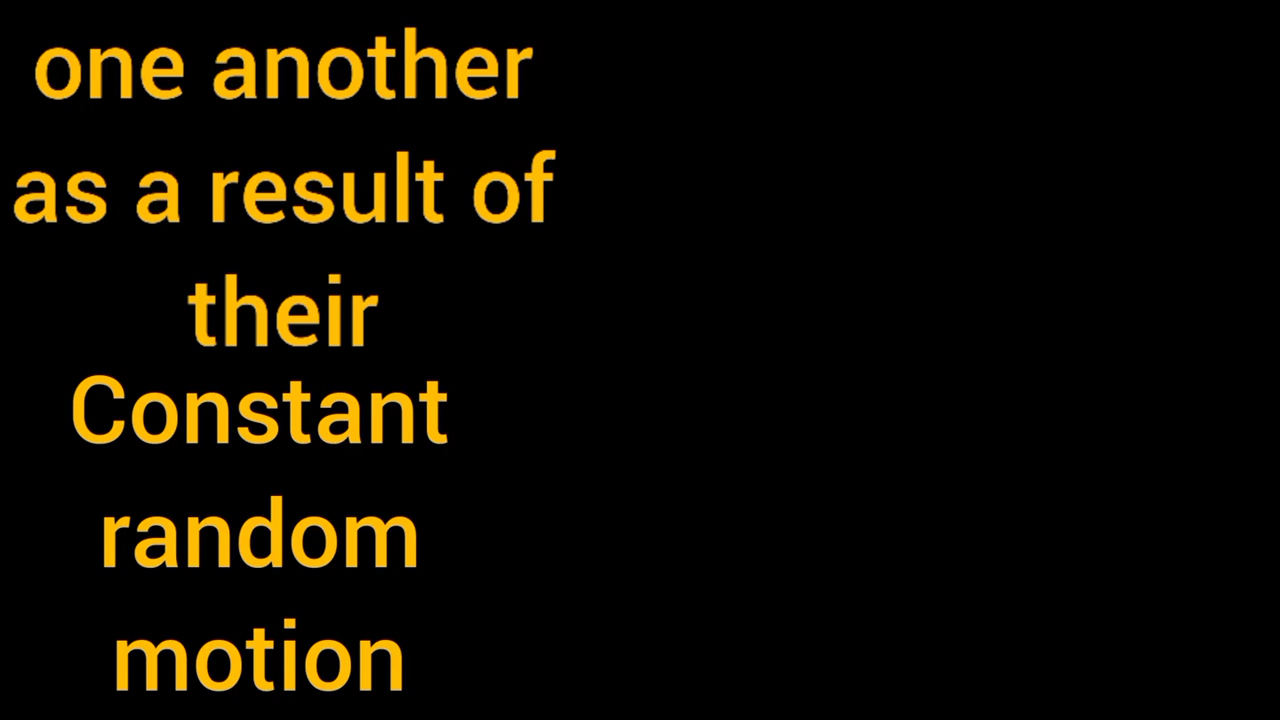 one another
as a result of
their
Constant
random
motion